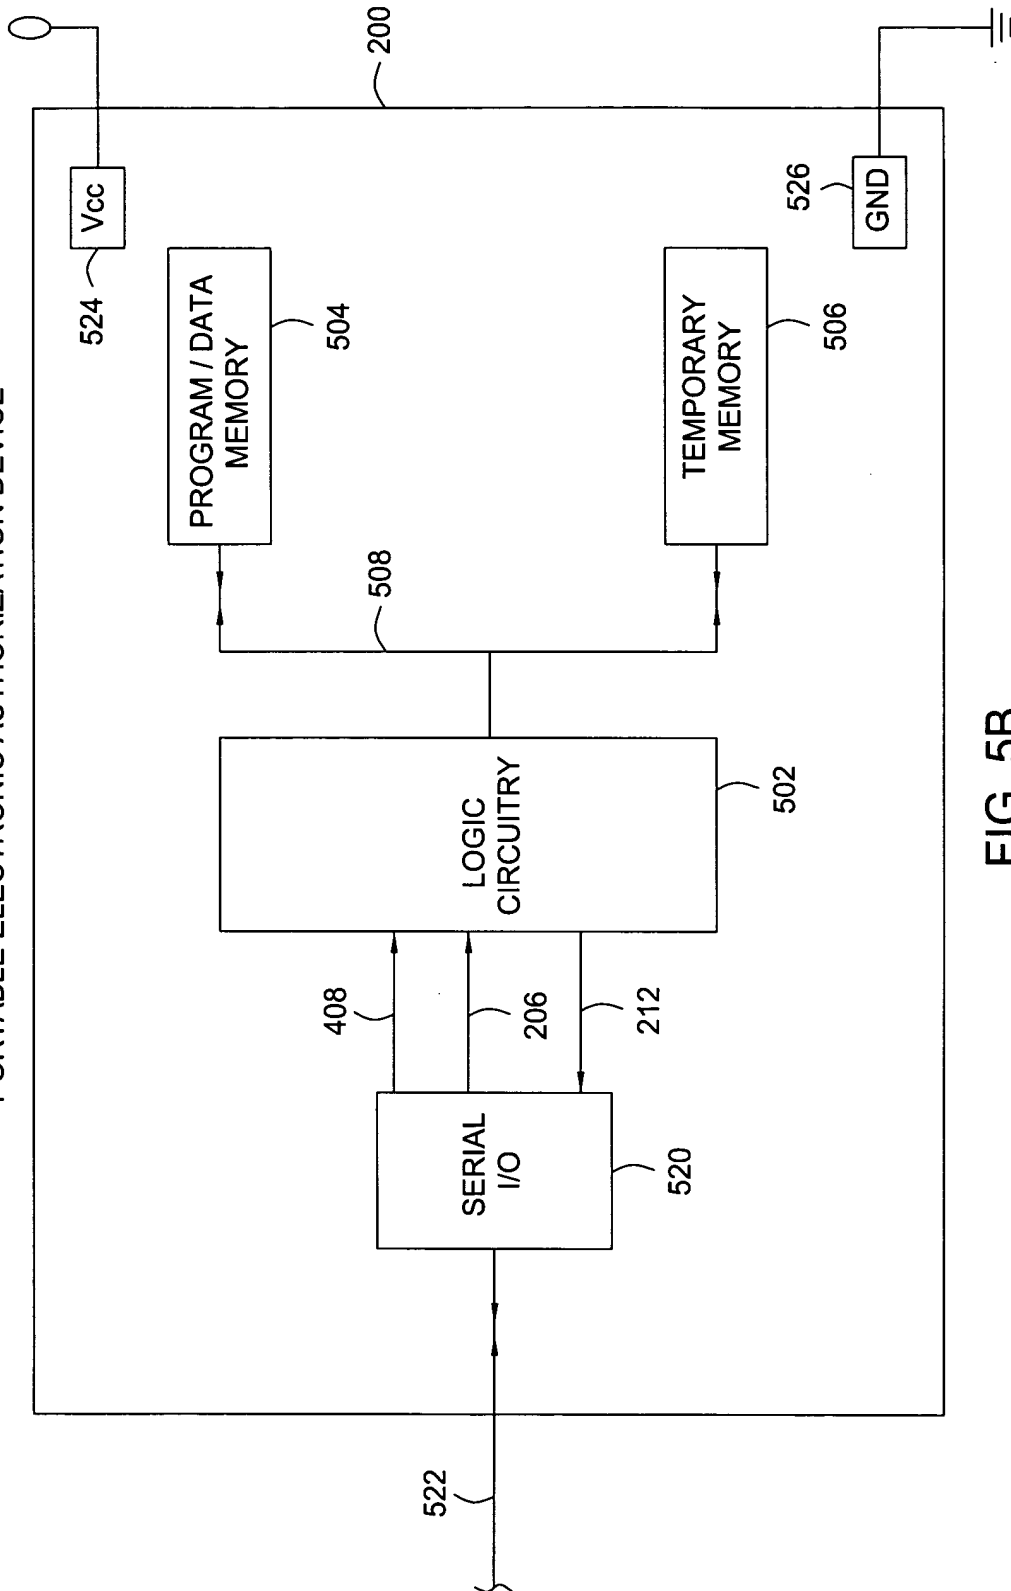 PORTABLE ELECTRONIC AUTHORIZATION DEVICE
524
Vcc
PROGRAM / DATA
MEMORY
504
408
508
200
522
SERIAL
I/O
LOGIC
CIRCUITRY
206
212
520
TEMPORARY
MEMORY
502
506
526
GND
FIG. 5B